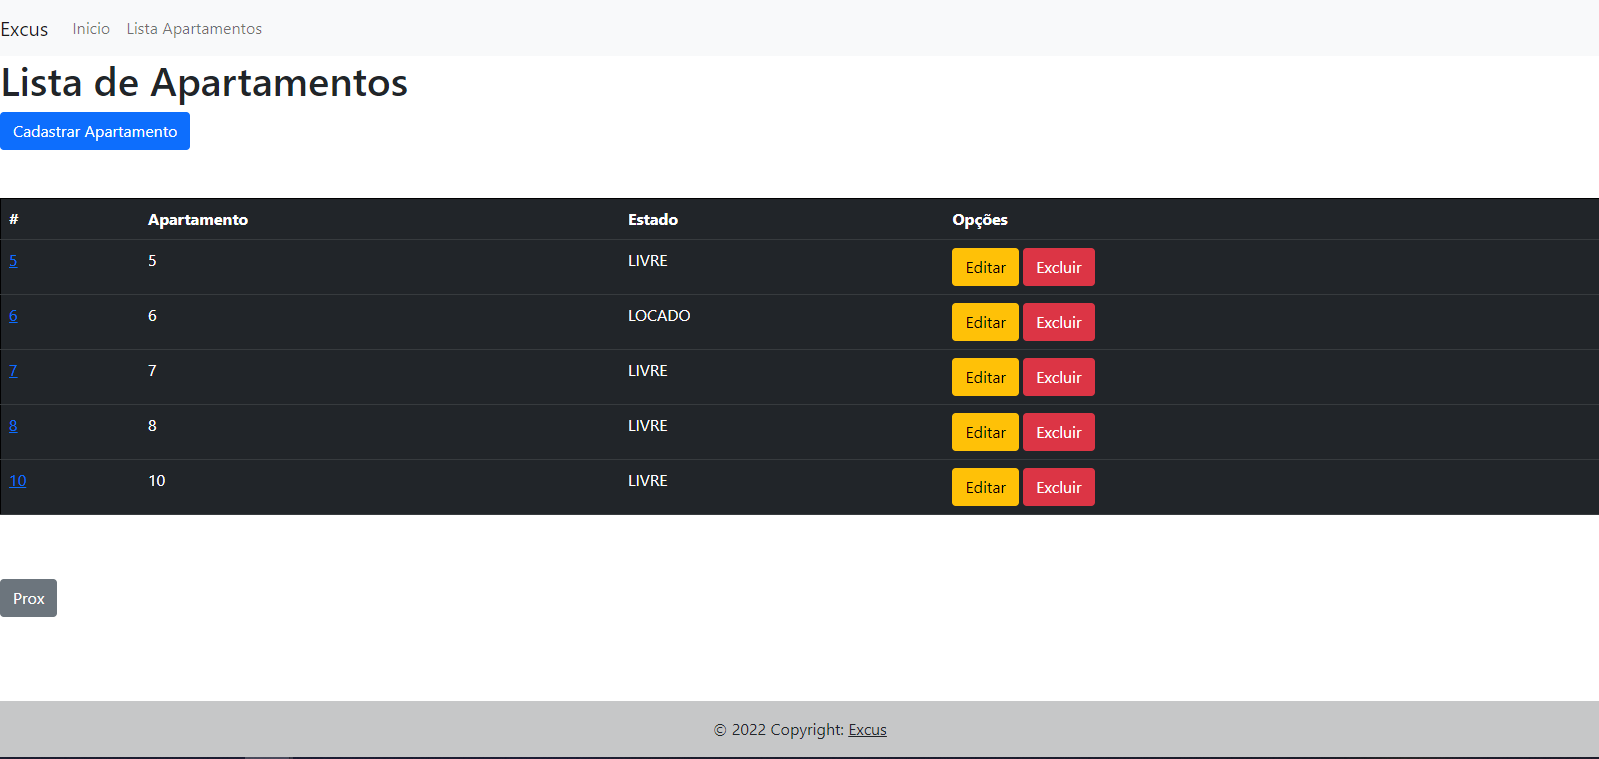 Excus Inicio Lista Apartamentos
Lista de Apartamentos
Cadastrar Apartamento
# Apartamento Estado Opções
5 5 LIVRE Editar Excluir
6 6 LOCADO Editar Excluir
7 7 LIVRE Editar Excluir
8 8 LIVRE Editar Excluir
10 10 LIVRE Editar Excluir
Prox
© 2022 Copyright: Excus